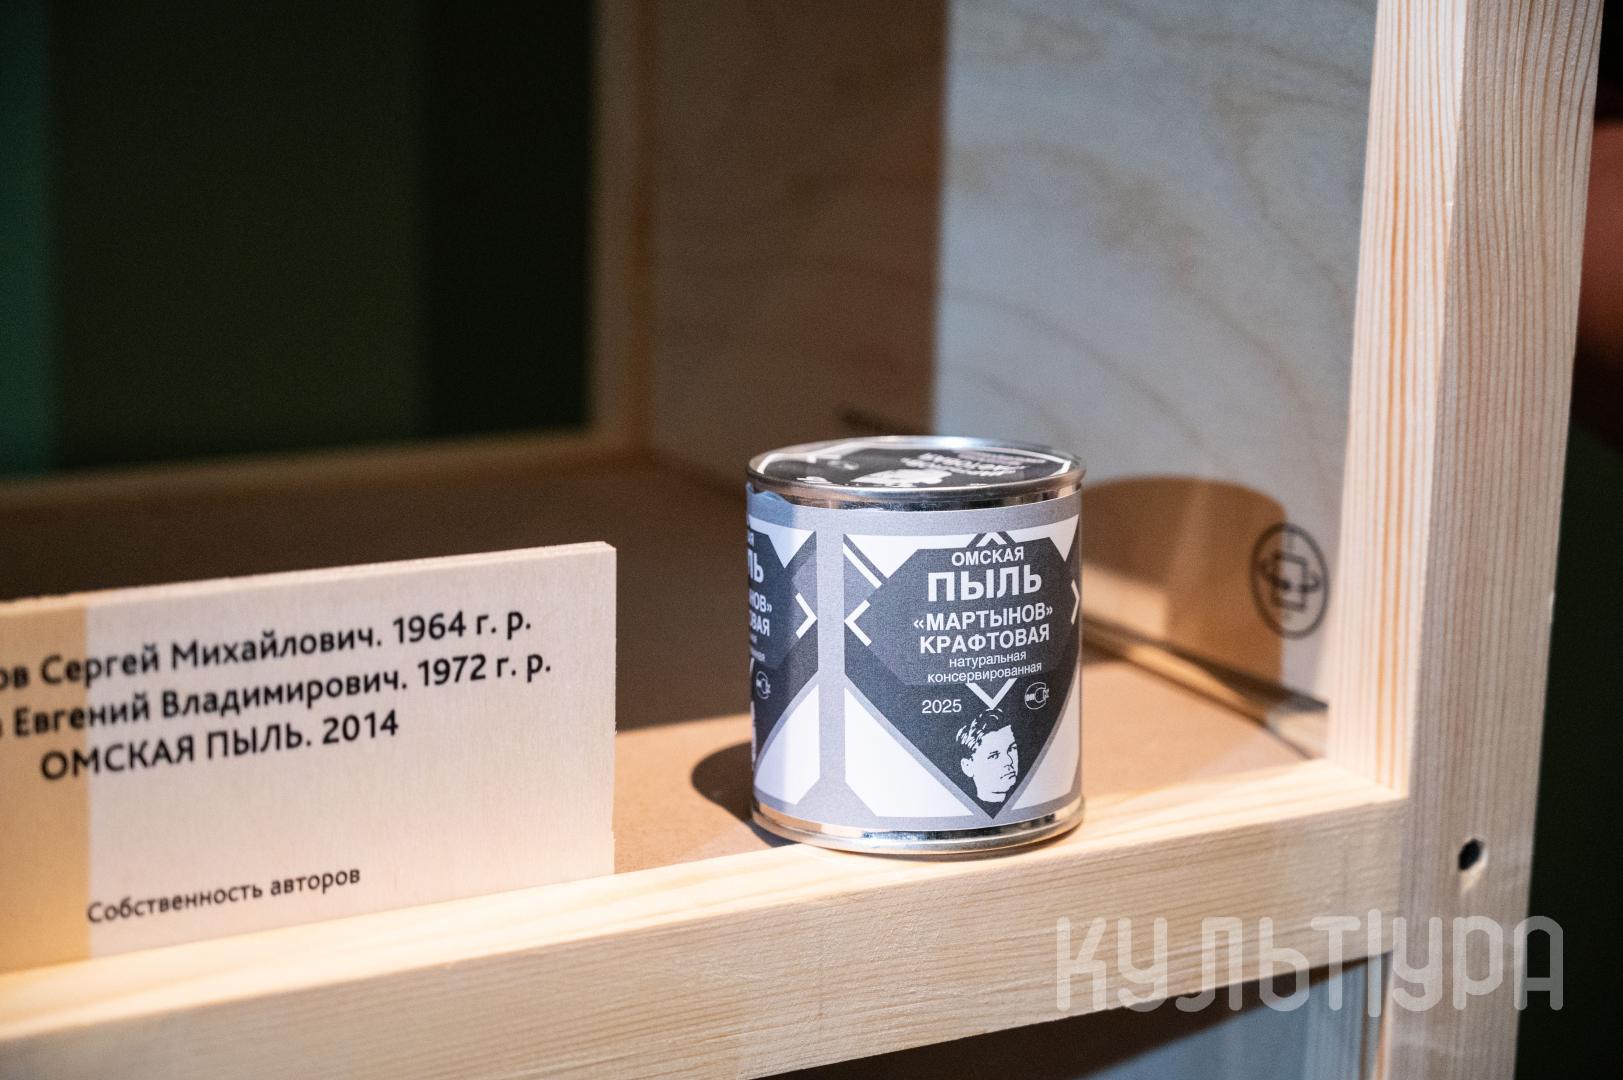 Сергей Михайлович. 1964 г. р.
Евгений Владимирович. 1972 г. р.
ОМСКАЯ ПЫЛЬ. 2014
Собственность авторов
ОМСКАЯ
ПЫЛЬ
«МАРТЫНОВ»
КРАФТОВАЯ
натуральная
консервированная
2025
КУЛЬТУРА